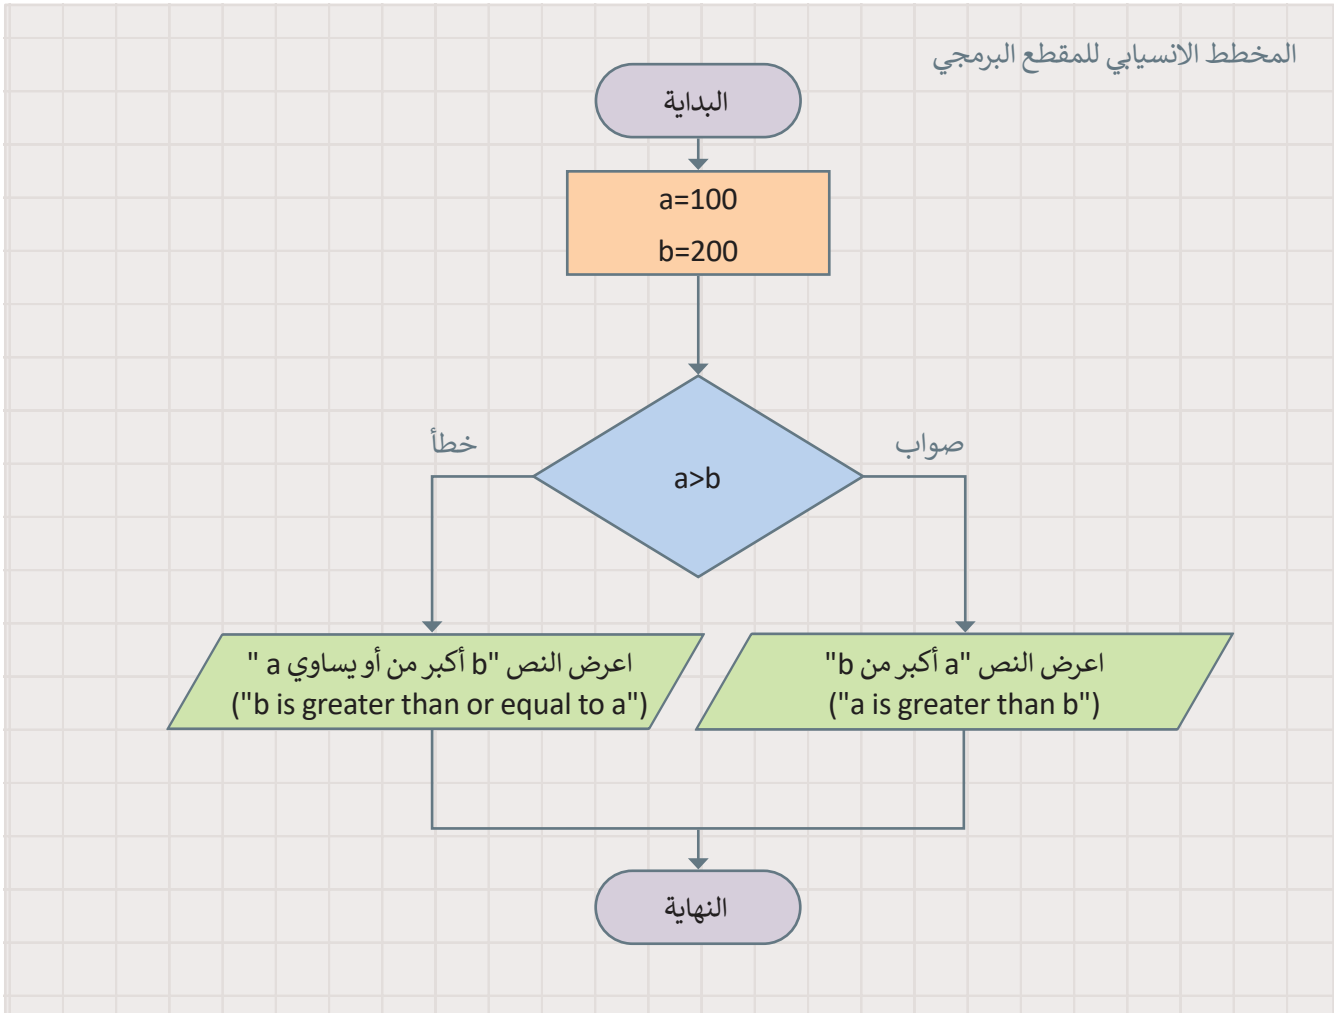 المخطط الانسيابي للمقطع البرمجي
البداية
a=100
b=200
a>b
صواب
خطأ
اعرض النص "a أكبر من b"
("a is greater than b")
اعرض النص "b أكبر من أو يساوي a "
("b is greater than or equal to a")
النهاية